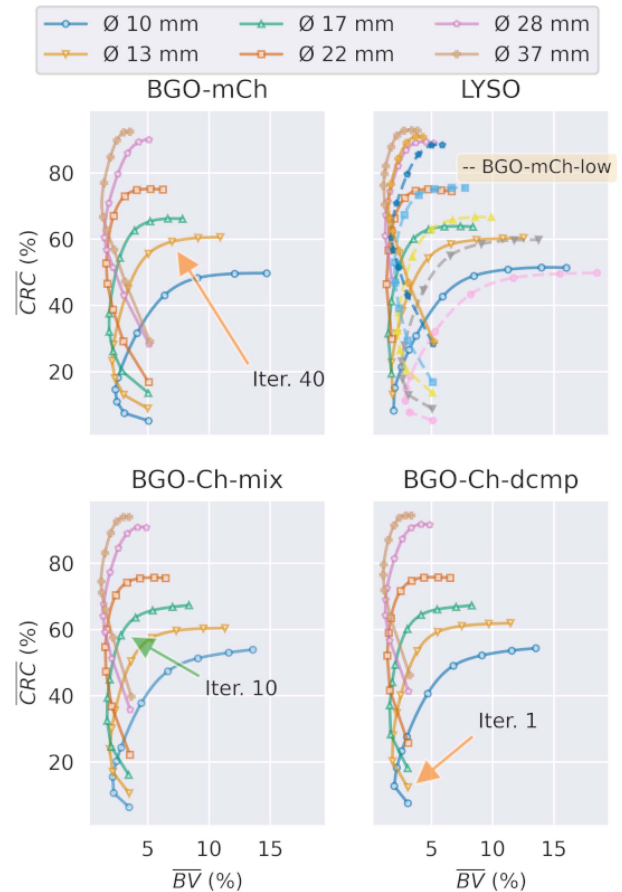 Ø 10 mm Ø 17 mm Ø 28 mm
Ø 13 mm Ø 22 mm Ø 37 mm
BGO-mCh LYSO
80
60
40
20
CRC (%)
-- BGO-mCh-low
Iter. 40
BGO-Ch-mix BGO-Ch-dcmp
80
60
40
20
CRC (%)
Iter. 10
Iter. 1
5 10 15 5 10 15
BV (%) BV (%)